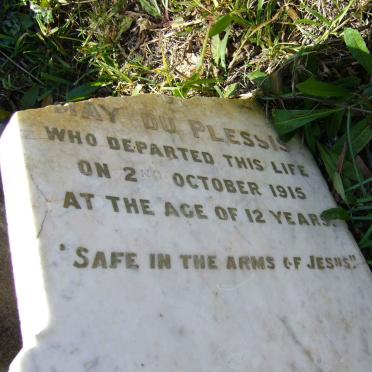 MAY DU PLESSIS
WHO DEPARTED THIS LIFE
ON 2ND OCTOBER 1915
AT THE AGE OF 12 YEARS.
"SAFE IN THE ARMS OF JESUS".